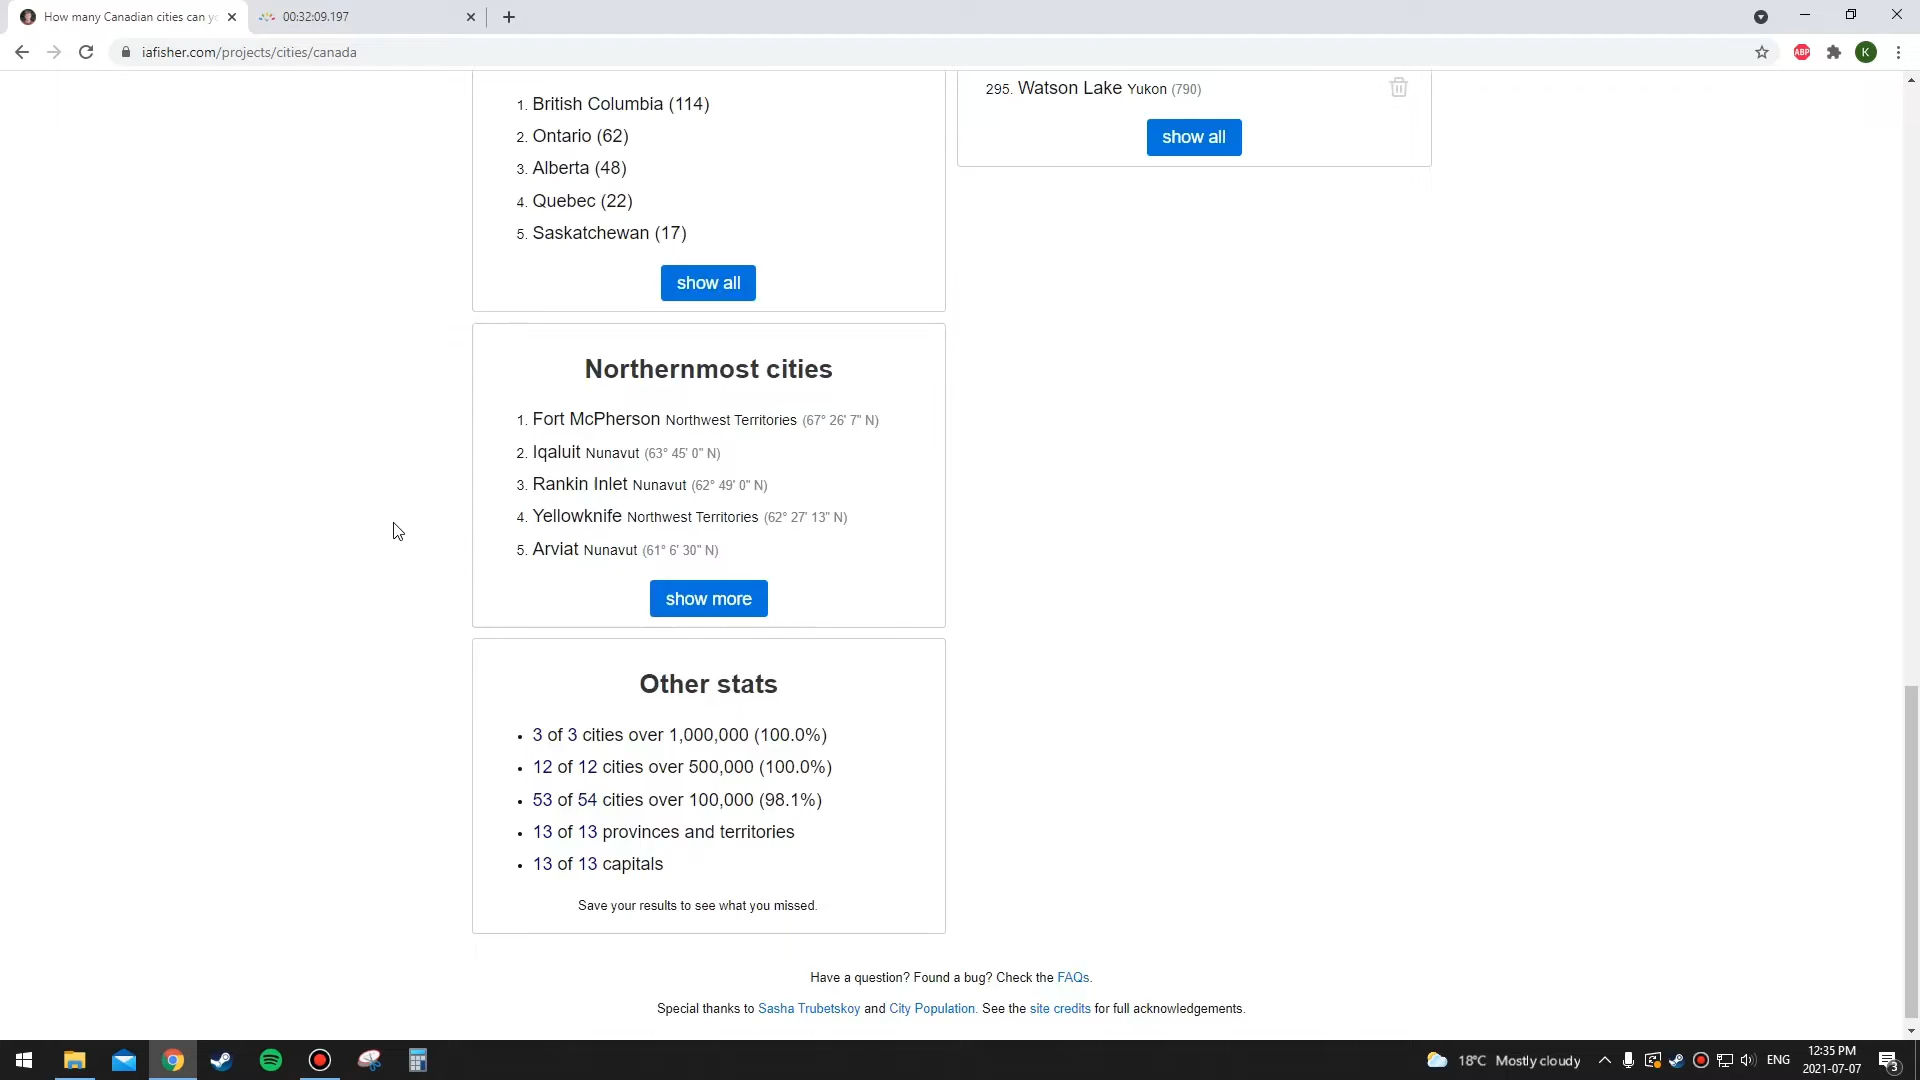 How many Canadian cities can yo
00:32:09.197
iafisher.com/projects/cities/canada
ABP
K
1. British Columbia (114)
2. Ontario (62)
3. Alberta (48)
4. Quebec (22)
5. Saskatchewan (17)
show all
295. Watson Lake Yukon (790)
show all
Northernmost cities
1. Fort McPherson Northwest Territories (67° 26' 7" N)
2. Iqaluit Nunavut (63° 45' 0" N)
3. Rankin Inlet Nunavut (62° 49' 0" N)
4. Yellowknife Northwest Territories (62° 27' 13" N)
5. Arviat Nunavut (61° 6' 30" N)
show more
Other stats
• 3 of 3 cities over 1,000,000 (100.0%)
• 12 of 12 cities over 500,000 (100.0%)
• 53 of 54 cities over 100,000 (98.1%)
• 13 of 13 provinces and territories
• 13 of 13 capitals
Save your results to see what you missed.
Have a question? Found a bug? Check the FAQs.
Special thanks to Sasha Trubetskoy and City Population. See the site credits for full acknowledgements.
18°C Mostly cloudy
ENG
12:35 PM
2021-07-07
3